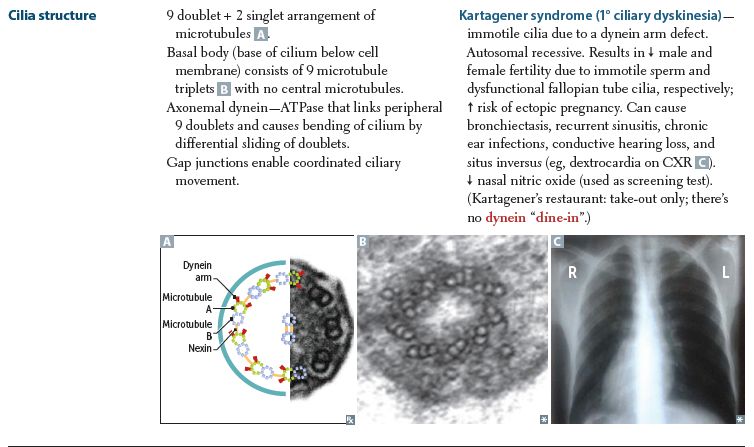 Cilia structure
9 doublet + 2 singlet arrangement of
microtubules A.
Basal body (base of cilium below cell
membrane) consists of 9 microtubule
triplets B with no central microtubules.
Axonemal dynein—ATPase that links peripheral
9 doublets and causes bending of cilium by
differential sliding of doublets.
Gap junctions enable coordinated ciliary
movement.
Kartagener syndrome (1° ciliary dyskinesia)—
immotile cilia due to a dynein arm defect.
Autosomal recessive. Results in ↓ male and
female fertility due to immotile sperm and
dysfunctional fallopian tube cilia, respectively;
↑ risk of ectopic pregnancy. Can cause
bronchiectasis, recurrent sinusitis, chronic
ear infections, conductive hearing loss, and
situs inversus (eg, dextrocardia on CXR C).
↓ nasal nitric oxide (used as screening test).
(Kartagener's restaurant: take-out only; there's
no dynein “dine-in”.)
A
Dynein
arm
Microtubule
A
Microtubule
B
Nexin
B
C
R
L